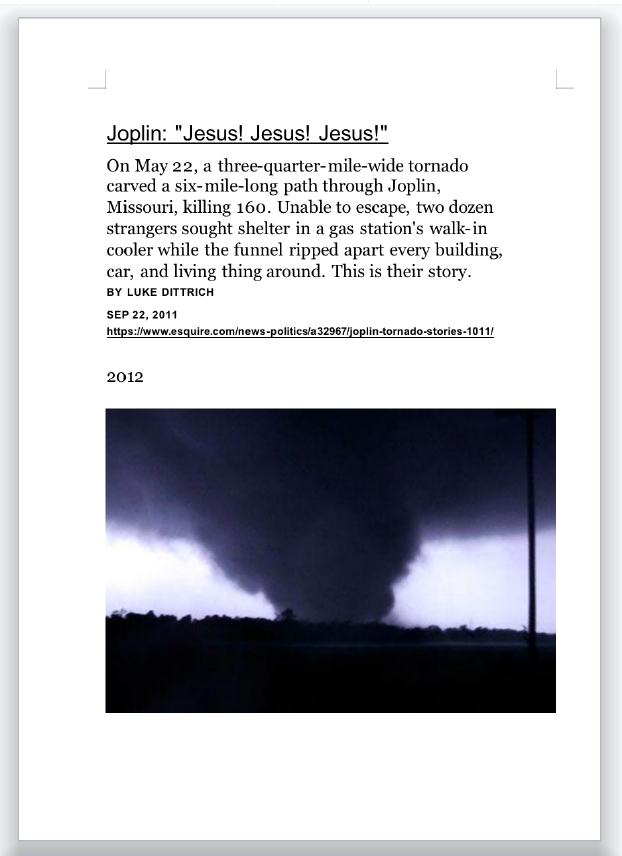 Joplin: "Jesus! Jesus! Jesus!"
On May 22, a three-quarter-mile-wide tornado
carved a six-mile-long path through Joplin,
Missouri, killing 160. Unable to escape, two dozen
strangers sought shelter in a gas station's walk-in
cooler while the funnel ripped apart every building,
car, and living thing around. This is their story.
BY LUKE DITTRICH
SEP 22, 2011
https://www.esquire.com/news-politics/a32967/joplin-tornado-stories-1011/
2012